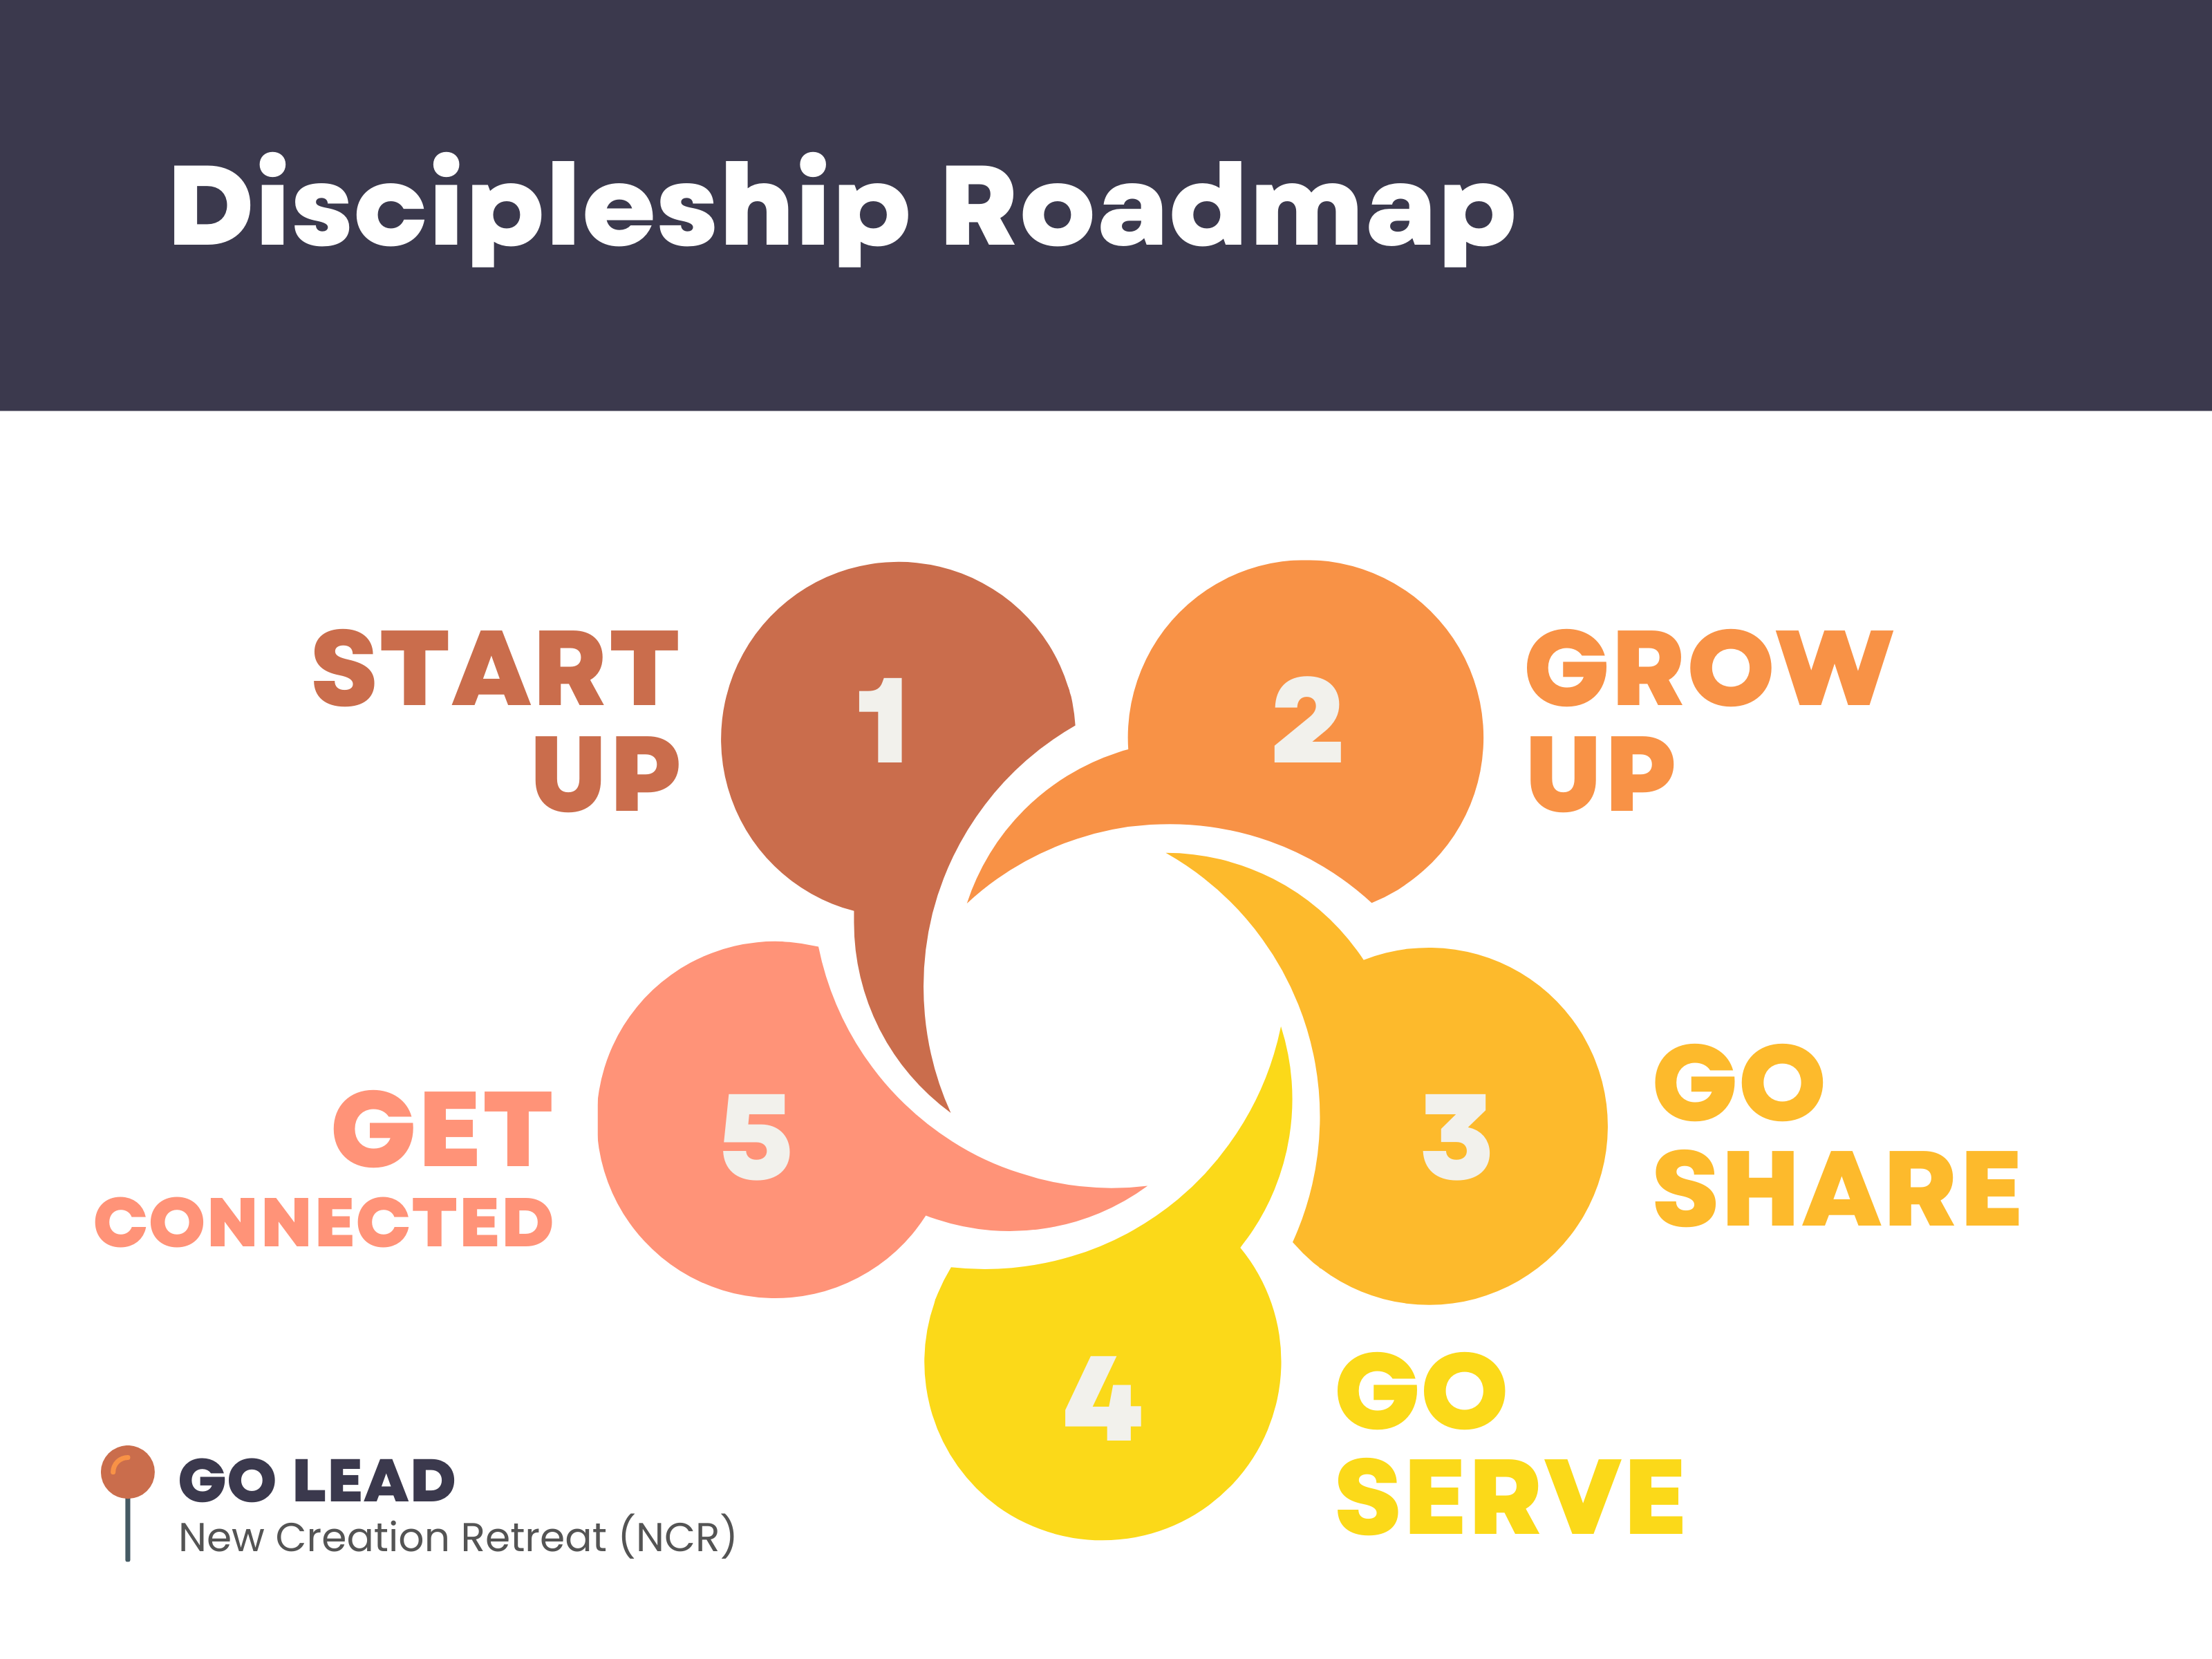 Discipleship Roadmap
START
UP
1
2
GROW
UP
GET
CONNECTED
5
3
GO
SHARE
4
GO
SERVE
GO LEAD
New Creation Retreat (NCR)